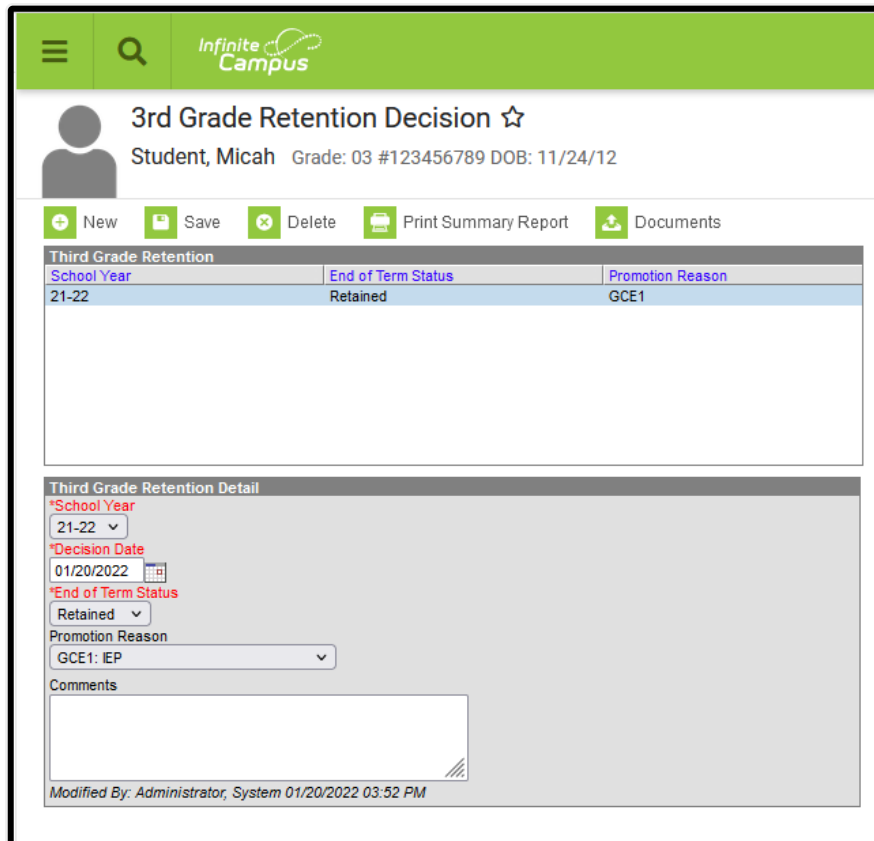 Infinite
Campus
3rd Grade Retention Decision
Student, Micah Grade: 03 #123456789 DOB: 11/24/12
New Save Delete Print Summary Report Documents
Third Grade Retention
School Year End of Term Status Promotion Reason
21-22 Retained GCE1
Third Grade Retention Detail
*School Year
21-22
*Decision Date
01/20/2022
*End of Term Status
Retained
Promotion Reason
GCE1: IEP
Comments
Modified By: Administrator, System 01/20/2022 03:52 PM